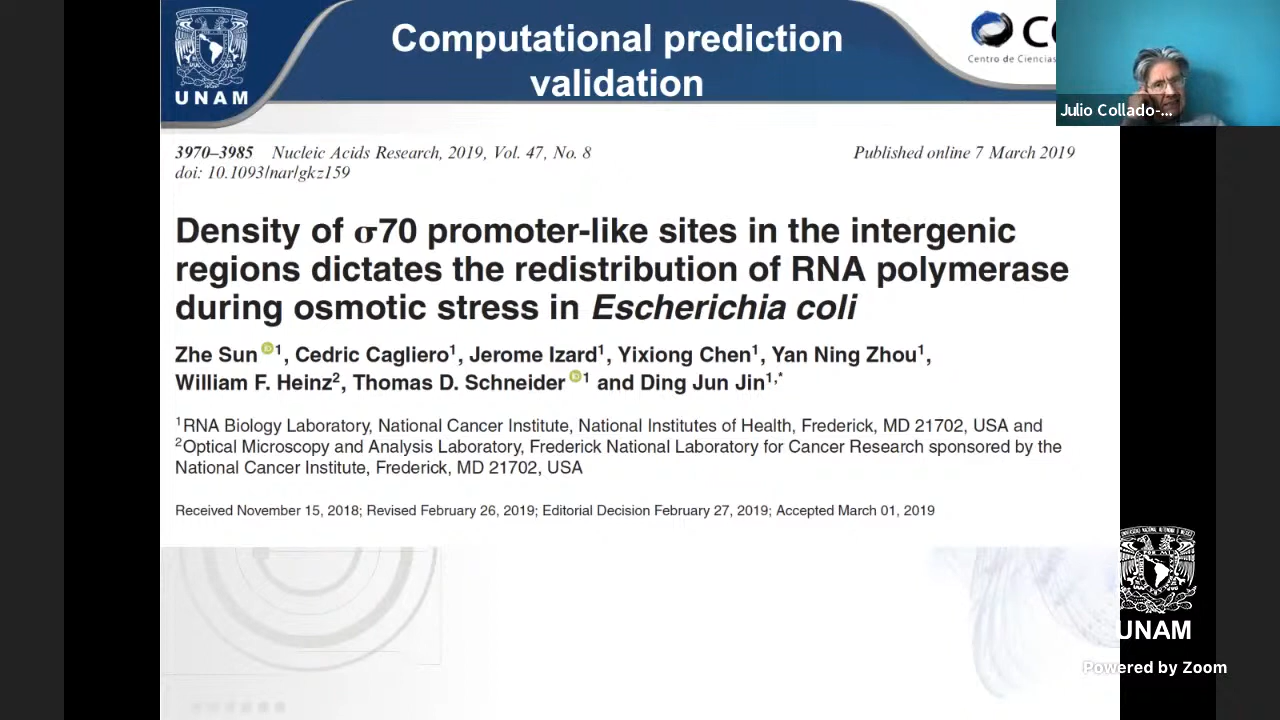 Computational prediction
validation
UNAM
Centro de Ciencias
Julio Collado-...
3970–3985 Nucleic Acids Research, 2019, Vol. 47, No. 8
Published online 7 March 2019
doi: 10.1093/nar/gkz159
Density of σ70 promoter-like sites in the intergenic
regions dictates the redistribution of RNA polymerase
during osmotic stress in Escherichia coli
Zhe Sun 1, Cedric Cagliero1, Jerome Izard1, Yixiong Chen1, Yan Ning Zhou1,
William F. Heinz2, Thomas D. Schneider 1 and Ding Jun Jin1,*
1RNA Biology Laboratory, National Cancer Institute, National Institutes of Health, Frederick, MD 21702, USA and
2Optical Microscopy and Analysis Laboratory, Frederick National Laboratory for Cancer Research sponsored by the
National Cancer Institute, Frederick, MD 21702, USA
Received November 15, 2018; Revised February 26, 2019; Editorial Decision February 27, 2019; Accepted March 01, 2019
UNAM
Powered by Zoom